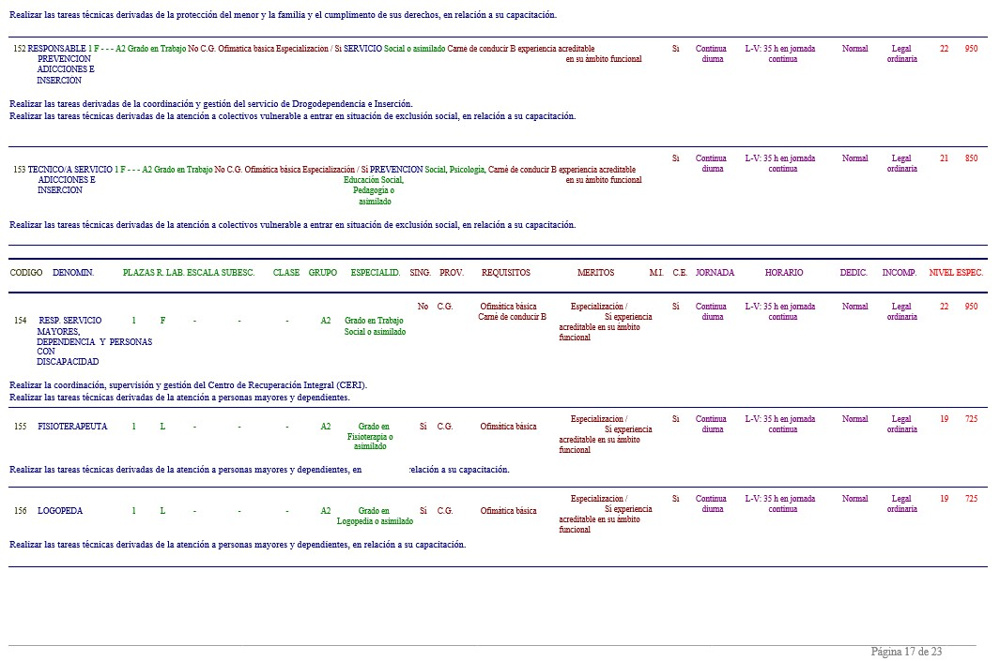 Realizar las tareas técnicas derivadas de la protección del menor y la familia y el cumplimento de sus derechos, en relación a su capacitación.
152 RESPONSABLE 1 F - - - A2 Grado en Trabajo No C.G. Ofimática básica Especialización / Si SERVICIO Social o asimilado Carné de conducir B experiencia acreditable Si Continua L-V: 35 h en jornada Normal Legal 22 950
PREVENCION en su ámbito funcional diurna continua ordinaria
ADICCIONES E
INSERCION
Realizar las tareas derivadas de la coordinación y gestión del servicio de Drogodependencia e Inserción.
Realizar las tareas técnicas derivadas de la atención a colectivos vulnerable a entrar en situación de exclusión social, en relación a su capacitación.
Si Continua L-V: 35 h en jornada Normal Legal 21 850
153 TECNICO/A SERVICIO 1 F - - - A2 Grado en Trabajo No C.G. Ofimática básica Especialización / Si PREVENCION Social, Psicología, Carné de conducir B experiencia acreditable diurna continua ordinaria
ADICCIONES E Educación Social, en su ámbito funcional
INSERCION Pedagogía o
asimilado
Realizar las tareas técnicas derivadas de la atención a colectivos vulnerable a entrar en situación de exclusión social, en relación a su capacitación.
CODIGO DENOMIN. PLAZAS R. LAB. ESCALA SUBESC. CLASE GRUPO ESPECIALID. SING. PROV. REQUISITOS MERITOS M.I. C.E. JORNADA HORARIO DEDIC. INCOMP. NIVEL ESPEC.
No C.G. Ofimática básica Especialización / Si Continua L-V: 35 h en jornada Normal Legal 22 950
154 RESP. SERVICIO 1 F - - - A2 Grado en Trabajo Carné de conducir B Si experiencia diurna continua ordinaria
MAYORES, Social o asimilado acreditable en su ámbito
DEPENDENCIA Y PERSONAS funcional
CON
DISCAPACIDAD
Realizar la coordinación, supervisión y gestión del Centro de Recuperación Integral (CERI).
Realizar las tareas técnicas derivadas de la atención a personas mayores y dependientes.
Especialización / Si Continua L-V: 35 h en jornada Normal Legal 19 725
155 FISIOTERAPEUTA 1 L - - - A2 Grado en Si C.G. Ofimática básica Si experiencia diurna continua ordinaria
Fisioterapia o acreditable en su ámbito
asimilado funcional
Realizar las tareas técnicas derivadas de la atención a personas mayores y dependientes, en relación a su capacitación.
Especialización / Si Continua L-V: 35 h en jornada Normal Legal 19 725
156 LOGOPEDA 1 L - - - A2 Grado en Si C.G. Ofimática básica Si experiencia diurna continua ordinaria
Logopedia o asimilado acreditable en su ámbito
funcional
Realizar las tareas técnicas derivadas de la atención a personas mayores y dependientes, en relación a su capacitación.
Página 17 de 23